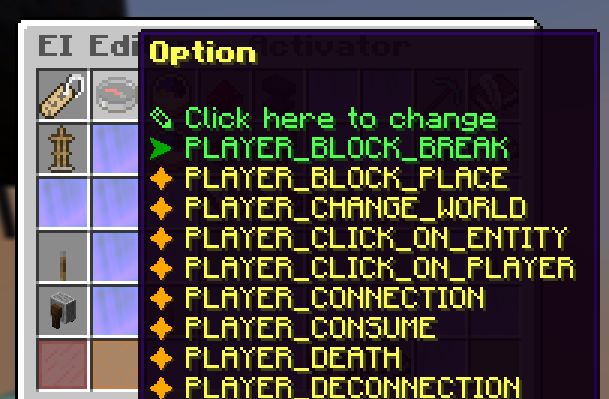 EI Edi
Activator
Option
Click here to change
PLAYER_BLOCK_BREAK
PLAYER_BLOCK_PLACE
PLAYER_CHANGE_WORLD
PLAYER_CLICK_ON_ENTITY
PLAYER_CLICK_ON_PLAYER
PLAYER_CONNECTION
PLAYER_CONSUME
PLAYER_DEATH
PLAYER_DECONNECTION